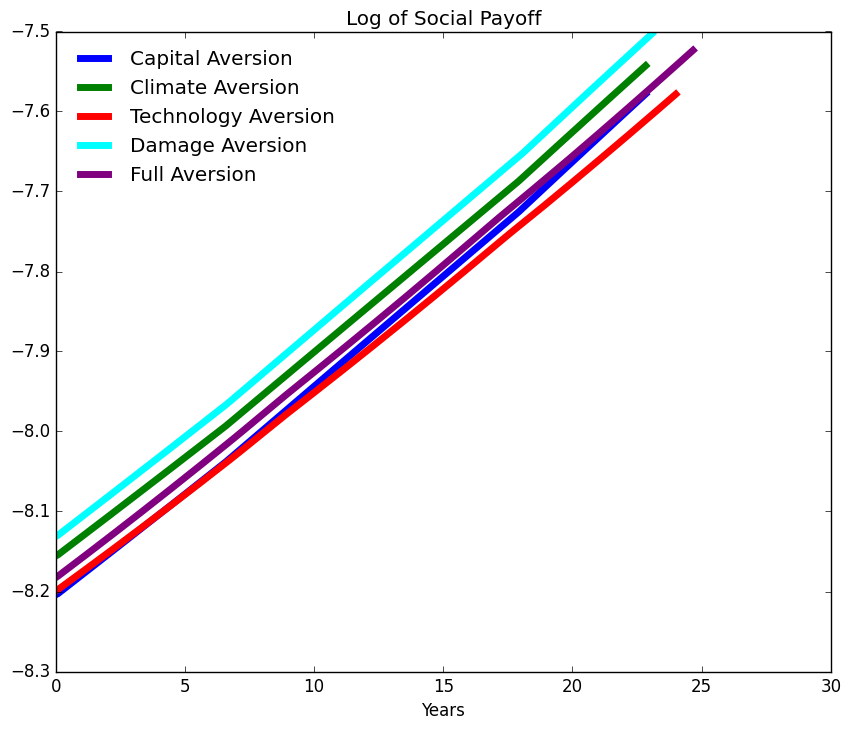 Log of Social Payoff
−7.5
−7.6
−7.7
−7.8
−7.9
−8.0
−8.1
−8.2
−8.3
Capital Aversion
Climate Aversion
Technology Aversion
Damage Aversion
Full Aversion
0 5 10 15 20 25 30
Years